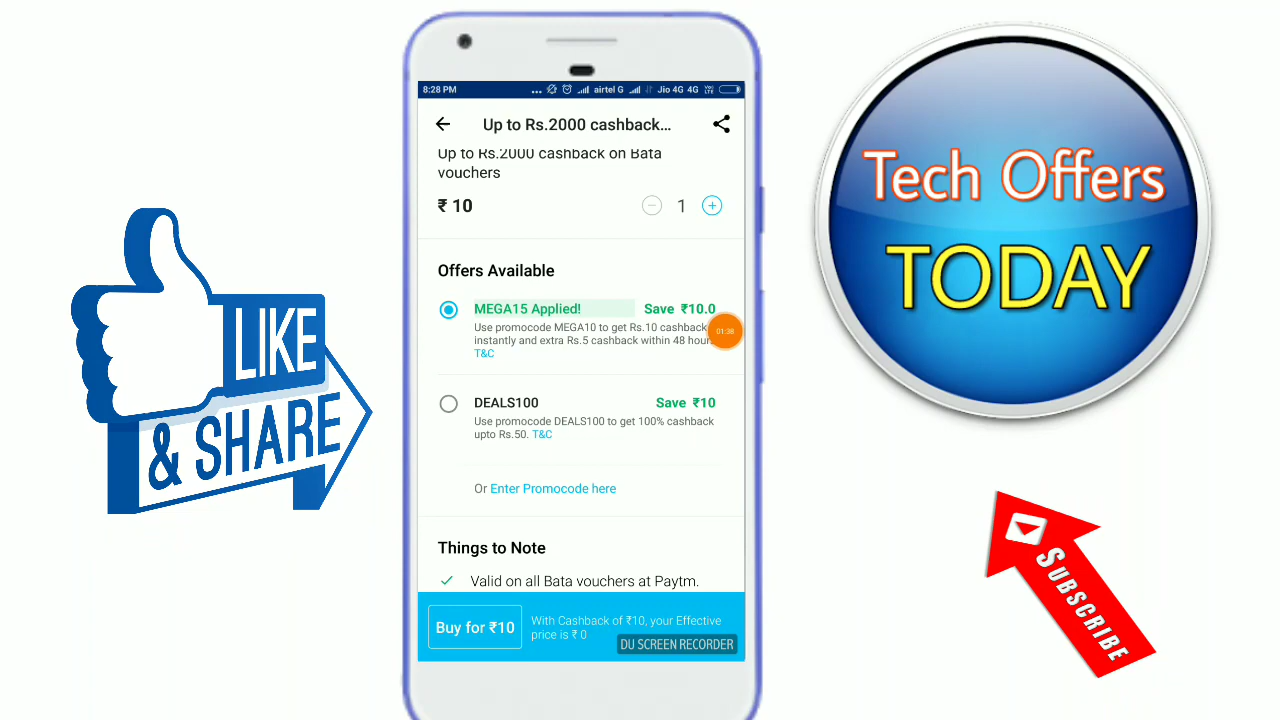 8:28 PM ... airtel G Jio 4G 4G
Up to Rs.2000 cashback...
Up to Rs.2000 cashback on Bata
vouchers
₹ 10 1
Offers Available
MEGA15 Applied! Save ₹10.0
Use promocode MEGA10 to get Rs.10 cashback
instantly and extra Rs.5 cashback within 48 hour
T&C
01:38
DEALS100 Save ₹10
Use promocode DEALS100 to get 100% cashback
upto Rs.50. T&C
Or Enter Promocode here
Things to Note
Valid on all Bata vouchers at Paytm.
Buy for ₹10
With Cashback of ₹10, your Effective
price is ₹ 0
DU SCREEN RECORDER
LIKE
& SHARE
Tech Offers
TODAY
SUBSCRIBE